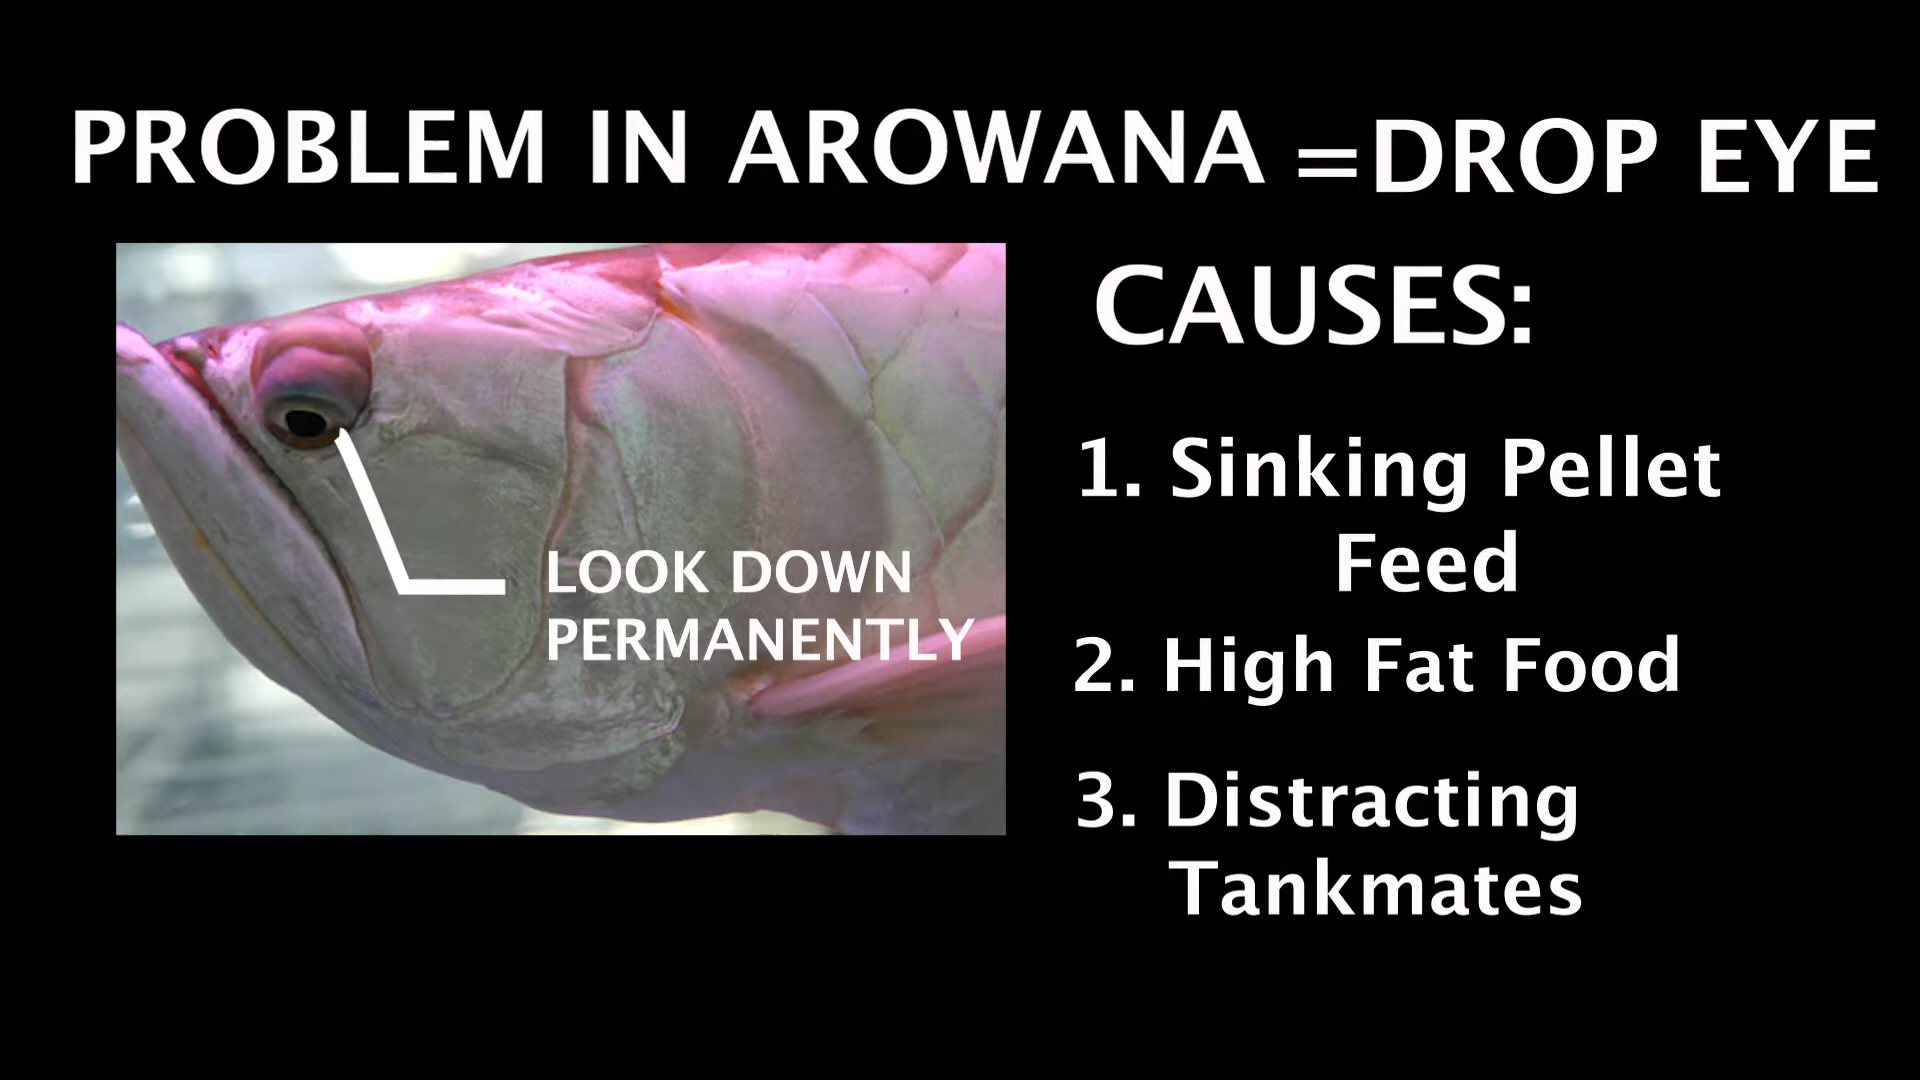 PROBLEM IN AROWANA =DROP EYE
CAUSES:
1. Sinking Pellet
Feed
2. High Fat Food
3. Distracting
Tankmates
LOOK DOWN
PERMANENTLY